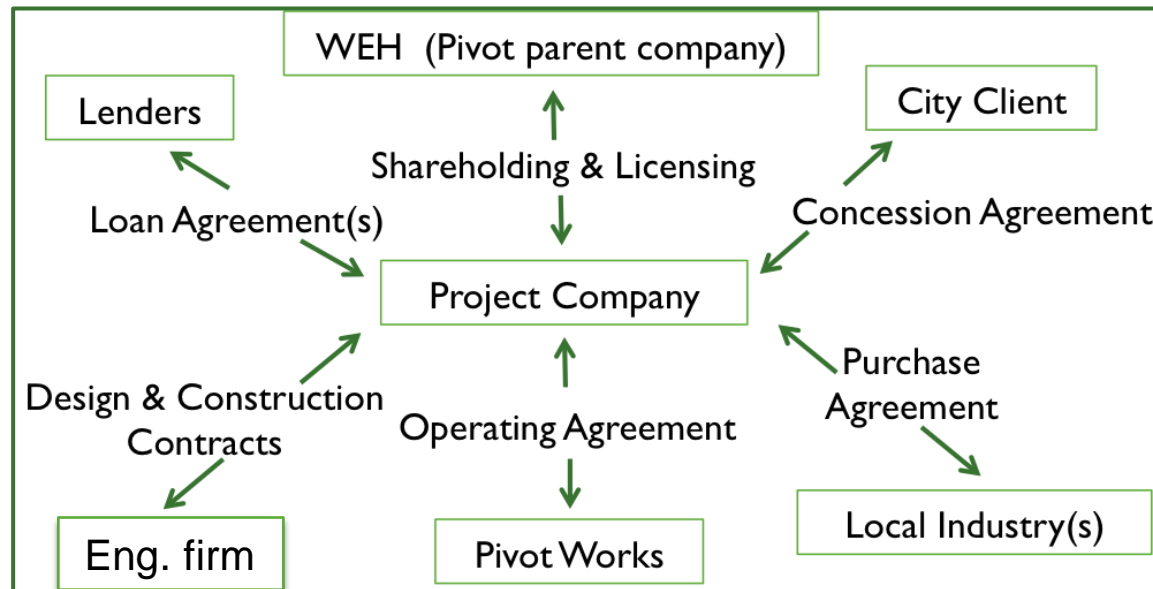 WEH (Pivot parent company)
Lenders
City Client
Shareholding & Licensing
Loan Agreement(s)
Concession Agreement
Project Company
Design & Construction
Contracts
Operating Agreement
Purchase
Agreement
Eng. firm
Pivot Works
Local Industry(s)